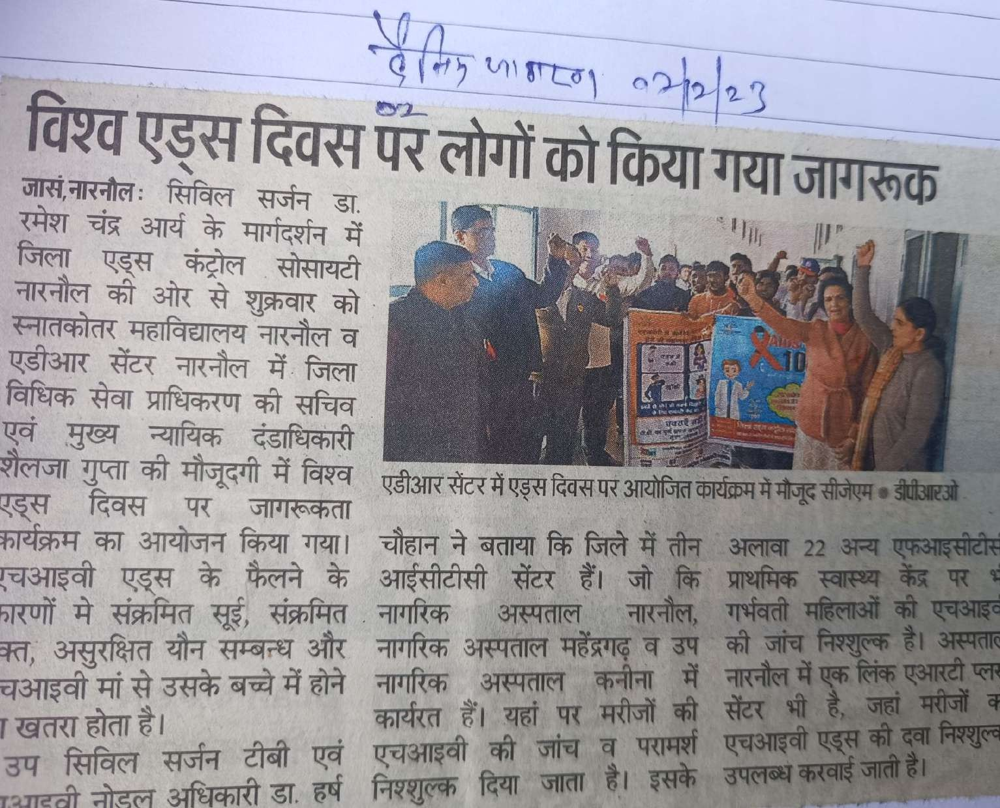 दैनिक जागरण 02/12/23
02
विश्व एड्स दिवस पर लोगों को किया गया जागरूक
जासं,नारनौल: सिविल सर्जन डा.
रमेश चंद्र आर्य के मार्गदर्शन में
जिला एड्स कंट्रोल सोसायटी
नारनौल की ओर से शुक्रवार को
स्नातकोतर महाविद्यालय नारनौल व
एडीआर सेंटर नारनौल में जिला
विधिक सेवा प्राधिकरण की सचिव
एवं मुख्य न्यायिक दंडाधिकारी
शैलजा गुप्ता की मौजूदगी में विश्व
एड्स दिवस पर जागरूकता
कार्यक्रम का आयोजन किया गया।
एचआइवी एड्स के फैलने के
कारणों मे संक्रमित सूई, संक्रमित
क्त, असुरक्षित यौन सम्बन्ध और
चआइवी मां से उसके बच्चे में होने
ा खतरा होता है।
उप सिविल सर्जन टीबी एवं
एचआइवी नोडल अधिकारी डा. हर्ष
AIDS
10
एडीआर सेंटर में एड्स दिवस पर आयोजित कार्यक्रम में मौजूद सीजेएम ● डीपीआरओ
चौहान ने बताया कि जिले में तीन
आईसीटीसी सेंटर हैं। जो कि
नागरिक अस्पताल नारनौल,
नागरिक अस्पताल महेंद्रगढ़ व उप
नागरिक अस्पताल कनीना में
कार्यरत हैं। यहां पर मरीजों की
एचआइवी की जांच व परामर्श
निश्शुल्क दिया जाता है। इसके
अलावा 22 अन्य एफआइसीटीसी
प्राथमिक स्वास्थ्य केंद्र पर भ
गर्भवती महिलाओं की एचआइव
की जांच निश्शुल्क है। अस्पताल
नारनौल में एक लिंक एआरटी प्लस
सेंटर भी है, जहां मरीजों क
एचआइवी एड्स की दवा निश्शुल्क
उपलब्ध करवाई जाती है।